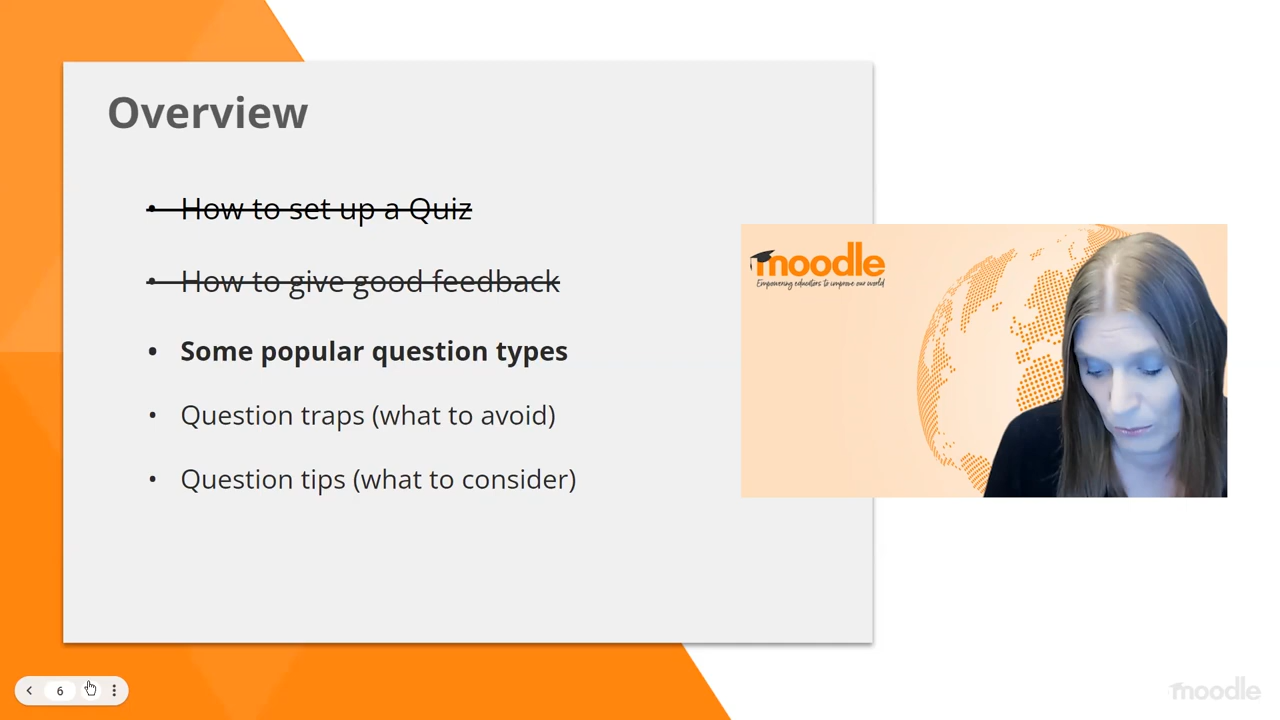 Overview
• How to set up a Quiz
• How to give good feedback
• Some popular question types
• Question traps (what to avoid)
• Question tips (what to consider)
moodle
Empowering educators to improve our world
6
moodle